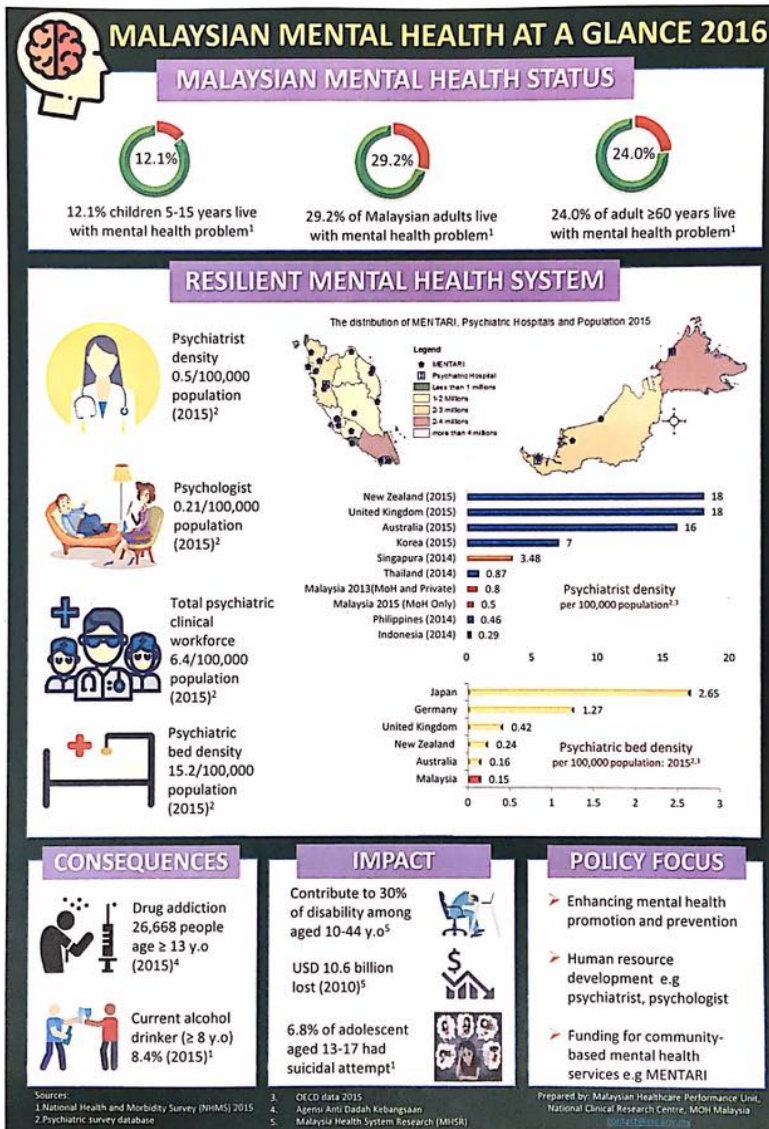 MALAYSIAN MENTAL HEALTH AT A GLANCE 2016
MALAYSIAN MENTAL HEALTH STATUS
12.1%
29.2%
24.0%
12.1% children 5-15 years live
with mental health problem1
29.2% of Malaysian adults live
with mental health problem1
24.0% of adult ≥60 years live
with mental health problem1
RESILIENT MENTAL HEALTH SYSTEM
Psychiatrist
density
0.5/100,000
population
(2015)2
Psychologist
0.21/100,000
population
(2015)2
Total psychiatric
clinical
workforce
6.4/100,000
population
(2015)2
Psychiatric
bed density
15.2/100,000
population
(2015)2
The distribution of MENTARI, Psychiatric Hospitals and Population 2015
Legend
MENTARI
Psychiatric Hospital
Less than 1 millions
1-2 Millions
2-3 millions
3-4 millions
more than 4 millions
New Zealand (2015) 18
United Kingdom (2015) 18
Australia (2015) 16
Korea (2015) 7
Singapura (2014) 3.48
Thailand (2014) 0.87
Malaysia 2013(MoH and Private) 0.8
Malaysia 2015 (MoH Only) 0.5
Philippines (2014) 0.46
Indonesia (2014) 0.29
0 5 10 15 20
Psychiatrist density
per 100,000 population2,3
Japan 2.65
Germany 1.27
United Kingdom 0.42
New Zealand 0.24
Australia 0.16
Malaysia 0.15
0 0.5 1 1.5 2 2.5 3
Psychiatric bed density
per 100,000 population: 20152,3
CONSEQUENCES
Drug addiction
26,668 people
age ≥ 13 y.o
(2015)4
Current alcohol
drinker (≥ 8 y.o)
8.4% (2015)1
IMPACT
Contribute to 30%
of disability among
aged 10-44 y.o5
USD 10.6 billion
lost (2010)5
$
6.8% of adolescent
aged 13-17 had
suicidal attempt1
POLICY FOCUS
➢ Enhancing mental health
promotion and prevention
➢ Human resource
development e.g
psychiatrist, psychologist
➢ Funding for community-
based mental health
services e.g MENTARI
Sources:
1.National Health and Morbidity Survey (NHMS) 2015
2.Psychiatric survey database
3. OECD data 2015
4. Agensi Anti Dadah Kebangsaan
5. Malaysia Health System Research (MHSR)
Prepared by: Malaysian Healthcare Performance Unit,
National Clinical Research Centre, MOH Malaysia